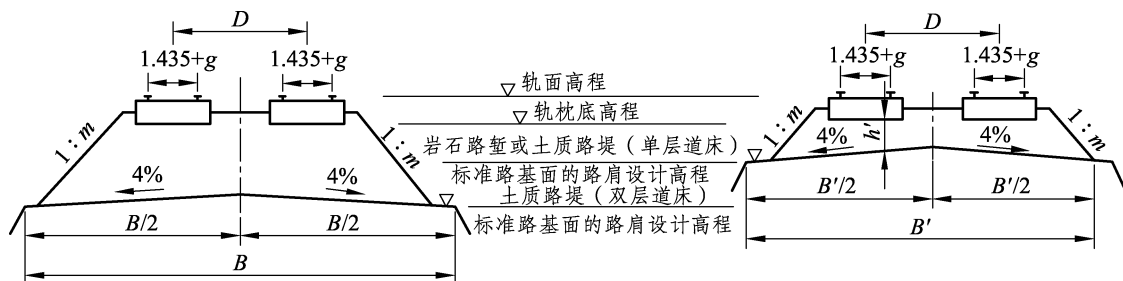 D
1.435+g
1.435+g
轨面高程
轨枕底高程
岩石路堑或土质路堤（单层道床）
标准路基面的路肩设计高程
土质路堤（双层道床）
标准路基面的路肩设计高程
1∶m
1∶m
4%
4%
B/2
B/2
B
D
1.435+g
1.435+g
1∶m
1∶m
h′
4%
4%
B′/2
B′/2
B′